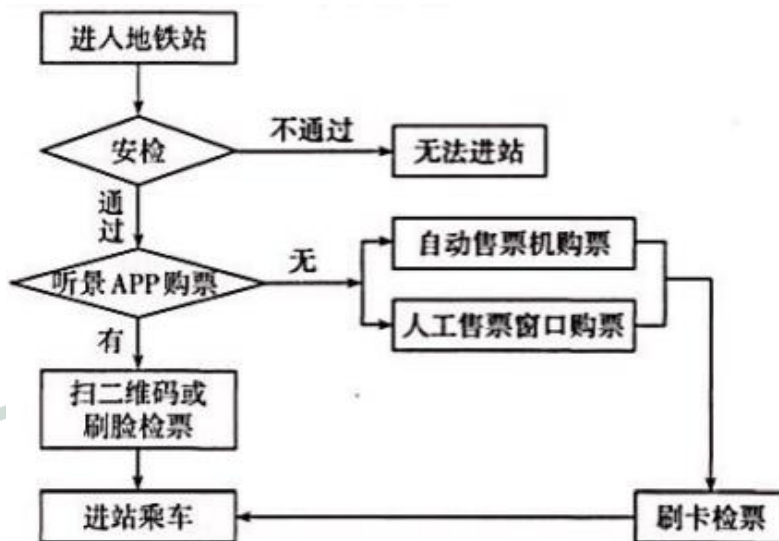 进人地铁站
安检
不通过
无法进站
通
过
听景APP购票
无
自动售票机购票
人工售票窗口购票
有
扫二维码或
刷脸检票
进站乘车
刷卡检票